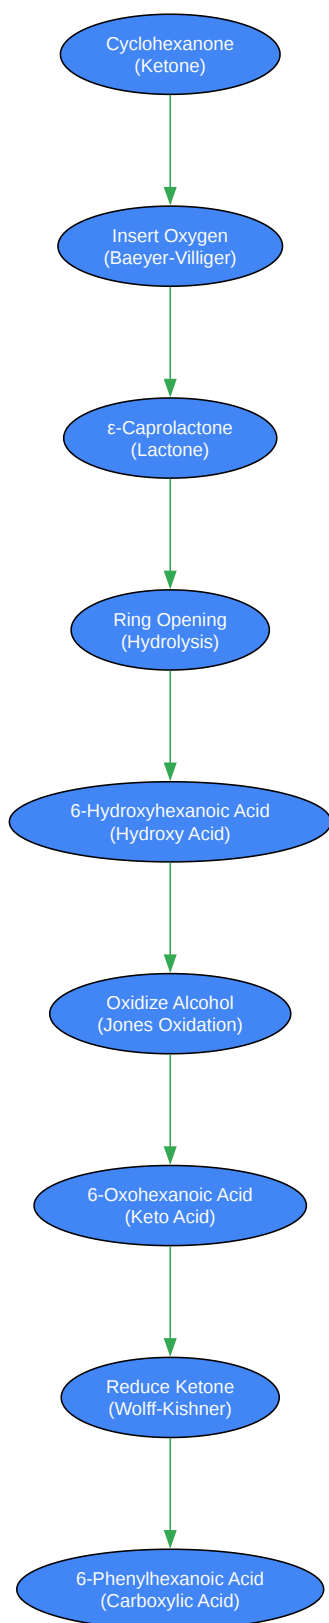 Cyclohexanone
(Ketone)
Insert Oxygen
(Baeyer-Villiger)
ε-Caprolactone
(Lactone)
Ring Opening
(Hydrolysis)
6-Hydroxyhexanoic Acid
(Hydroxy Acid)
Oxidize Alcohol
(Jones Oxidation)
6-Oxohexanoic Acid
(Keto Acid)
Reduce Ketone
(Wolff-Kishner)
6-Phenylhexanoic Acid
(Carboxylic Acid)